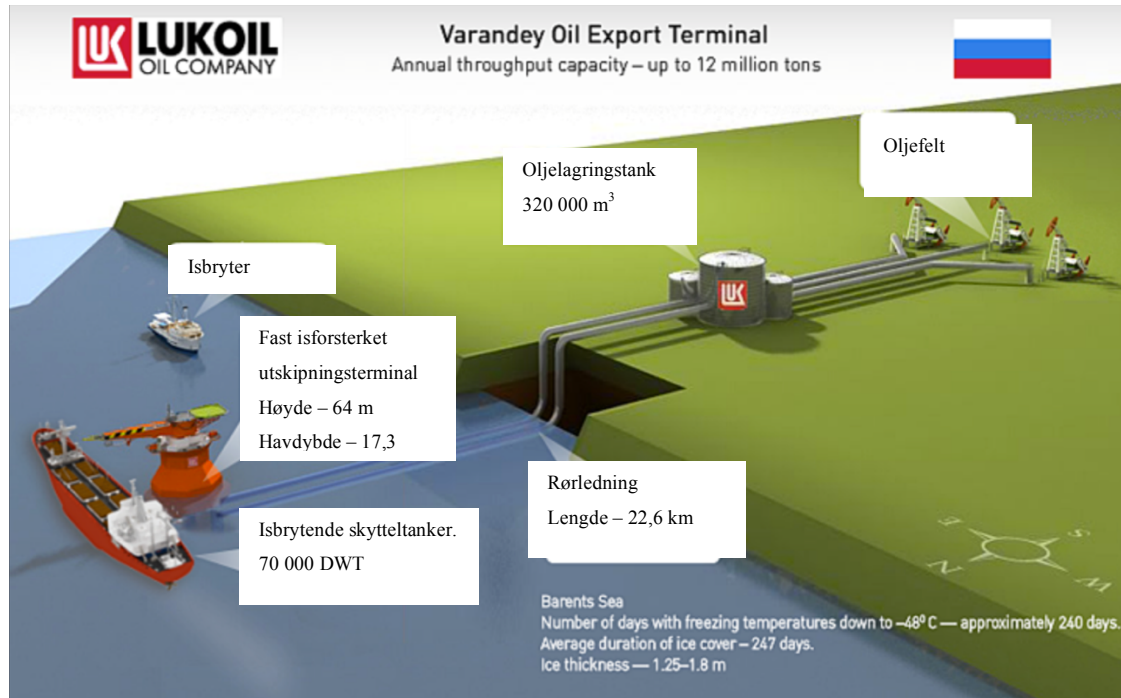 LUK LUKOIL
OIL COMPANY
Varandey Oil Export Terminal
Annual throughput capacity – up to 12 million tons
Oljefelt
Oljelagringstank
320 000 m³
LUK
Isbryter
Fast isforsterket
utskipningsterminal
Høyde – 64 m
Havdybde – 17,3
Rørledning
Lengde – 22,6 km
Isbrytende skytteltanker.
70 000 DWT
E
S
N
W
Barents Sea
Number of days with freezing temperatures down to –48⁰ C — approximately 240 days.
Average duration of ice cover – 247 days.
Ice thickness — 1.25–1.8 m